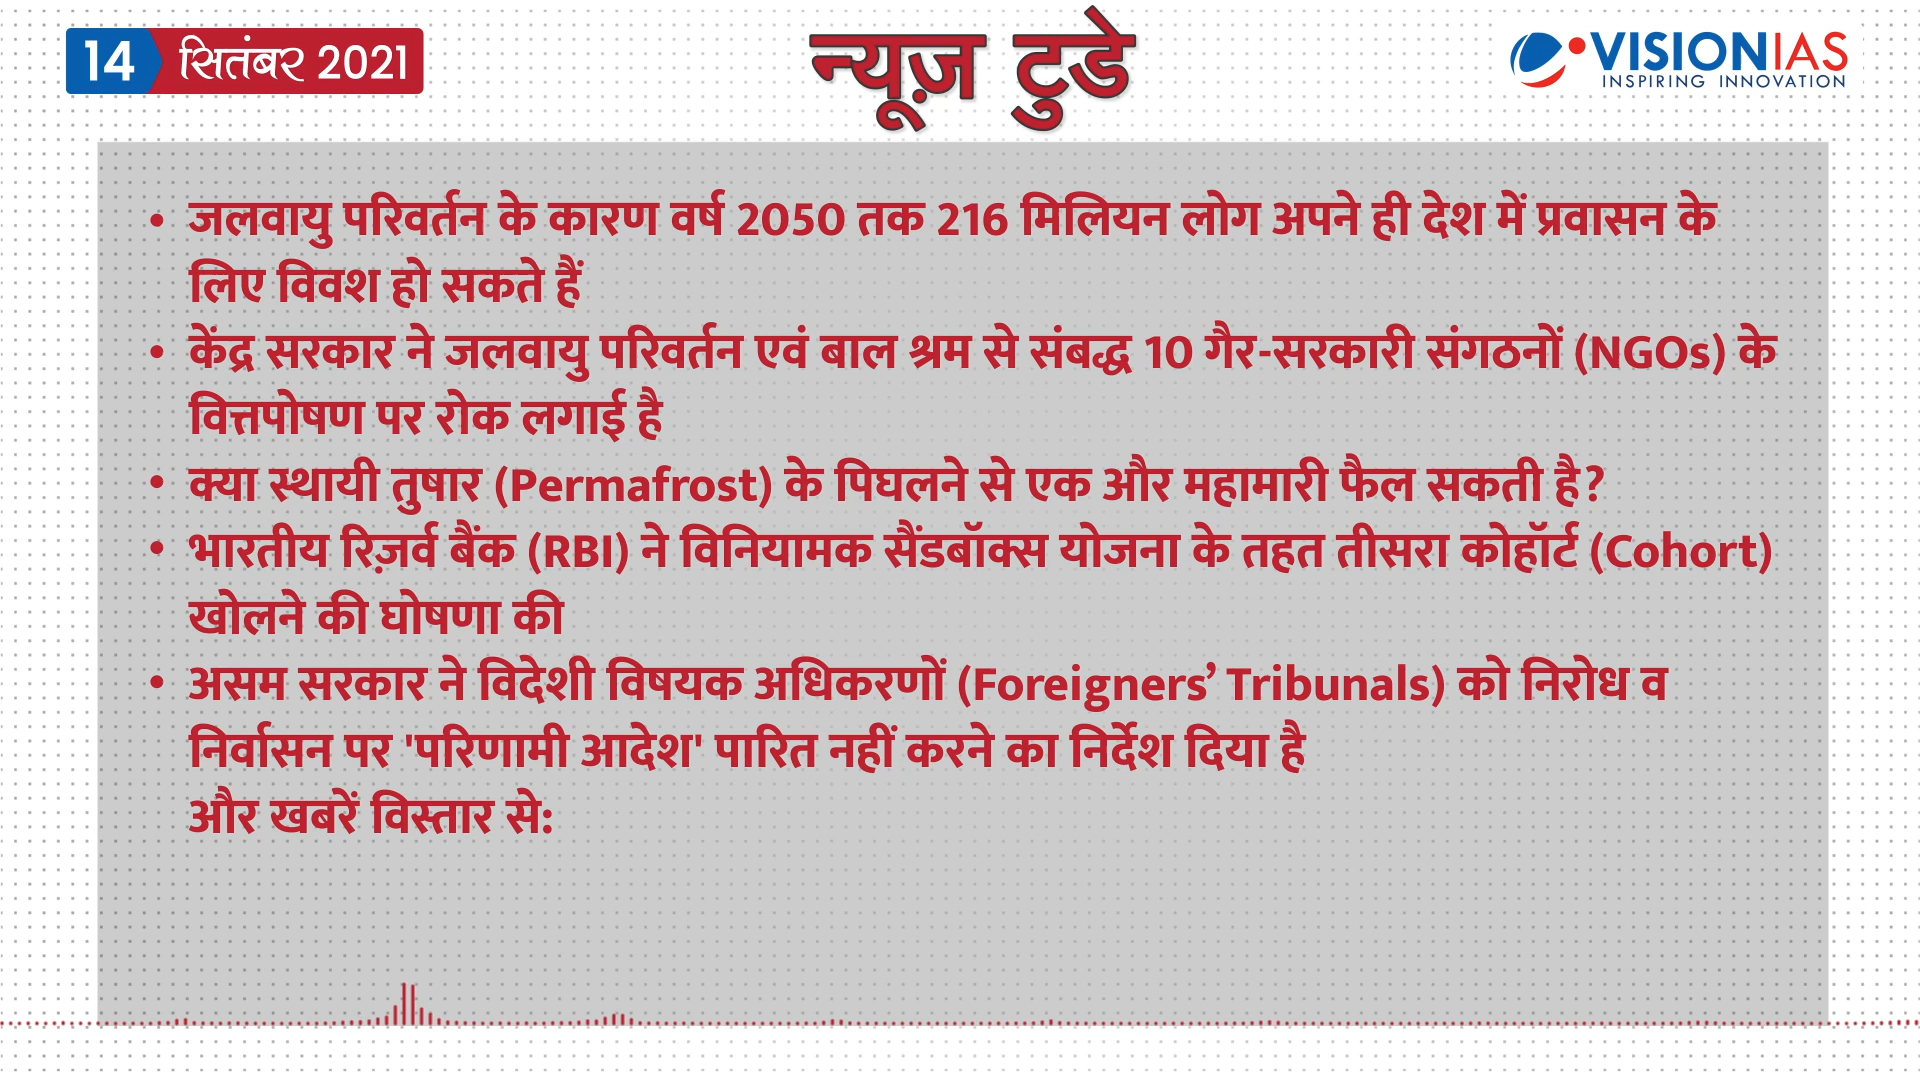 14 सितंबर 2021
न्यूज़ टुडे
VISIONIAS
INSPIRING INNOVATION
• जलवायु परिवर्तन के कारण वर्ष 2050 तक 216 मिलियन लोग अपने ही देश में प्रवासन के
लिए विवश हो सकते हैं
• केंद्र सरकार ने जलवायु परिवर्तन एवं बाल श्रम से संबद्ध 10 गैर-सरकारी संगठनों (NGOs) के
वित्तपोषण पर रोक लगाई है
• क्या स्थायी तुषार (Permafrost) के पिघलने से एक और महामारी फैल सकती है?
• भारतीय रिज़र्व बैंक (RBI) ने विनियामक सैंडबॉक्स योजना के तहत तीसरा कोहॉर्ट (Cohort)
खोलने की घोषणा की
• असम सरकार ने विदेशी विषयक अधिकरणों (Foreigners’ Tribunals) को निरोध व
निर्वासन पर 'परिणामी आदेश' पारित नहीं करने का निर्देश दिया है
और खबरें विस्तार से: